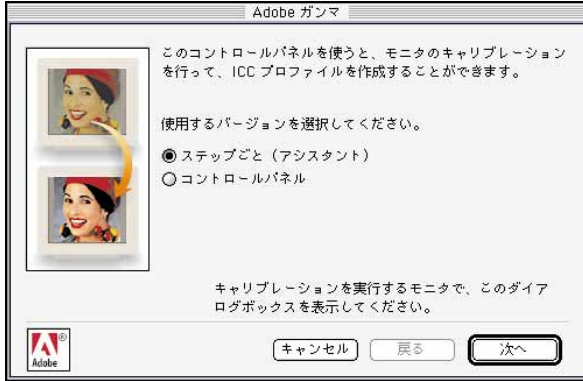 Adobe ガンマ
このコントロールパネルを使うと、モニタのキャリブレーション
を行って、ICC プロファイルを作成することができます。
使用するバージョンを選択してください。
ステップごと（アシスタント）
コントロールパネル
キャリブレーションを実行するモニタで、このダイア
ログボックスを表示してください。
Adobe
キャンセル 戻る 次へ